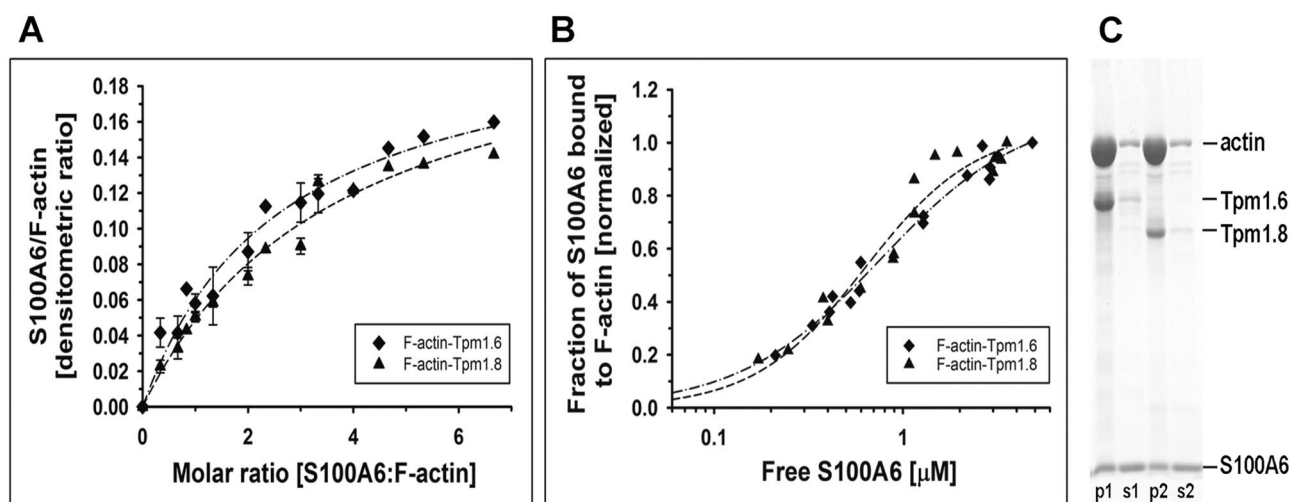 A
S100A6/F-actin
[densitometric ratio]
0.18
0.16
0.14
0.12
0.10
0.08
0.06
0.04
0.02
0.00
0 2 4 6
Molar ratio [S100A6:F-actin]
F-actin-Tpm1.6
F-actin-Tpm1.8
B
Fraction of S100A6 bound
to F-actin [normalized]
1.2
1.0
0.8
0.6
0.4
0.2
0.0
0.1 1
Free S100A6 [μM]
F-actin-Tpm1.6
F-actin-Tpm1.8
C
actin
Tpm1.6
Tpm1.8
S100A6
p1 s1 p2 s2